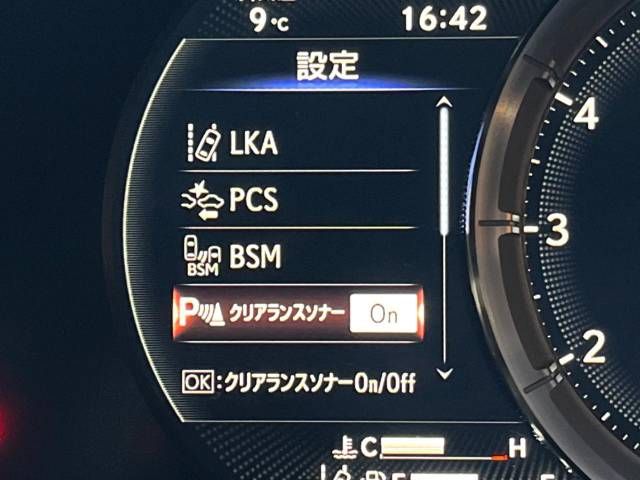 9℃ 16:42
設定
LKA
4
PCS
3
BSM BSM
P クリアランスソナー On
2
OK:クリアランスソナーOn/Off
C H